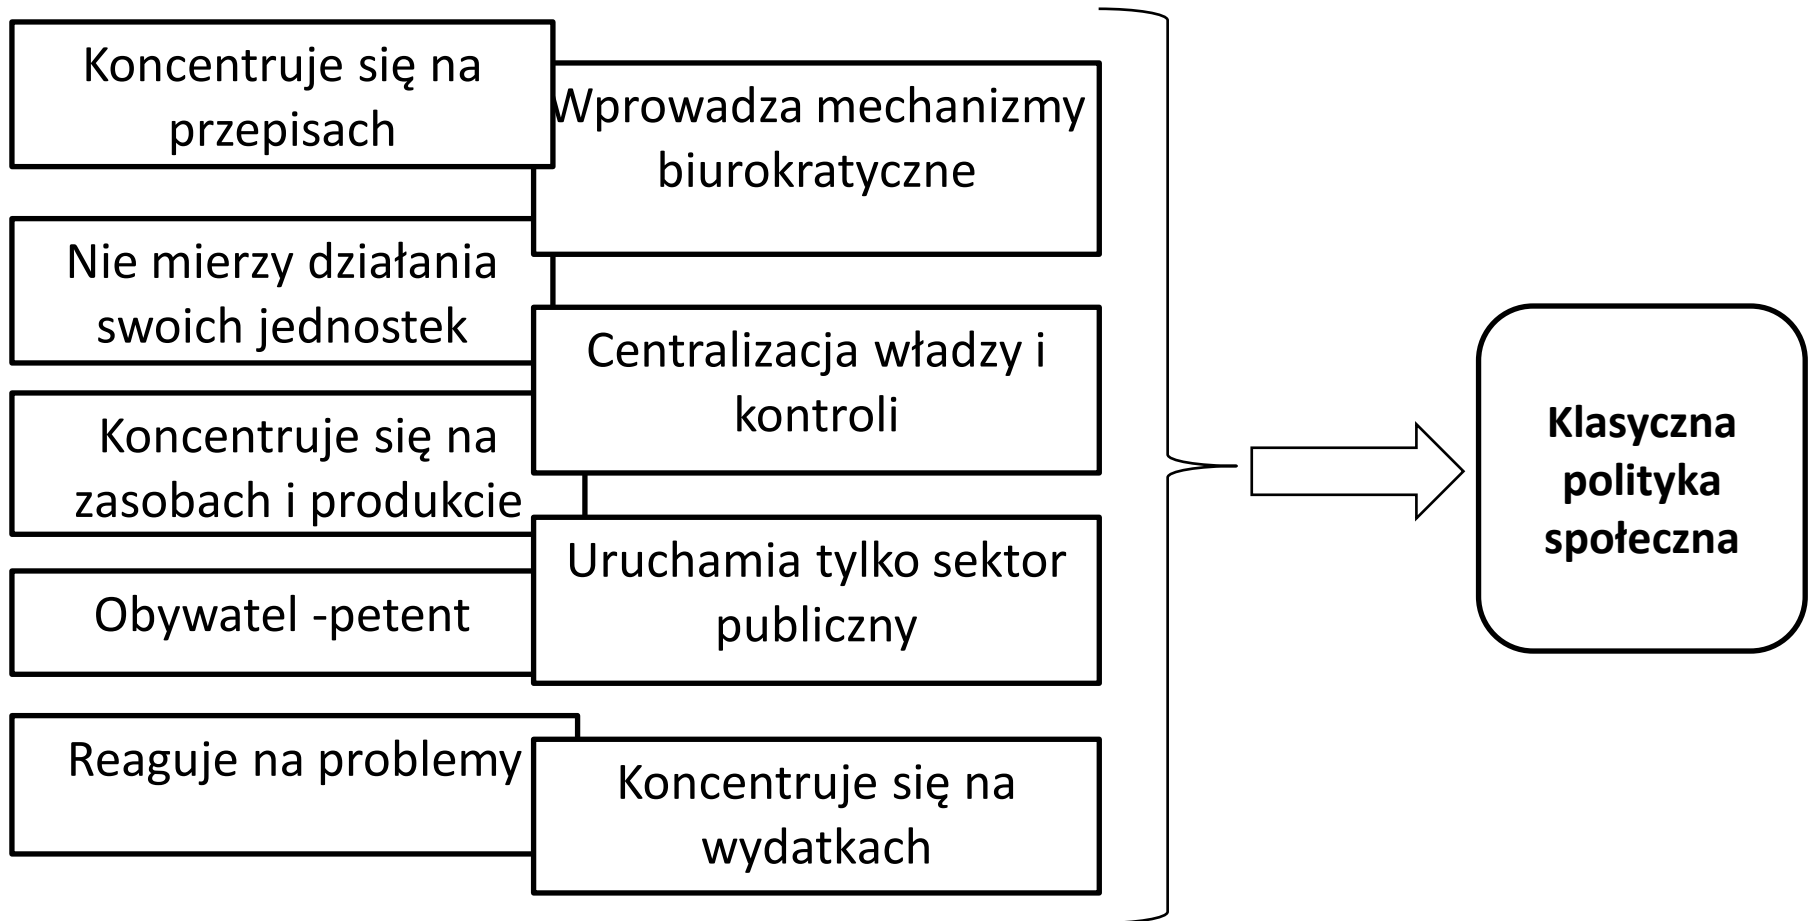 Koncentruje się na
przepisach
Wprowadza mechanizmy
biurokratyczne
Nie mierzy działania
swoich jednostek
Centralizacja władzy i
kontroli
Koncentruje się na
zasobach i produkcie
Uruchamia tylko sektor
publiczny
Obywatel -petent
Reaguje na problemy
Koncentruje się na
wydatkach
Klasyczna
polityka
społeczna